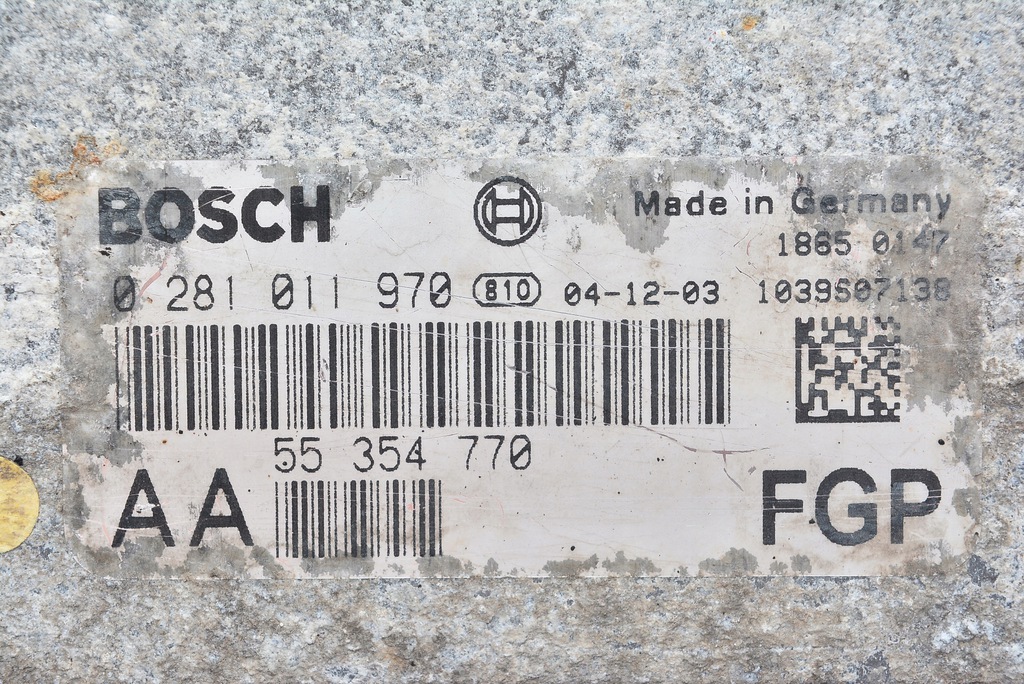 BOSCH
Made in Germany
1865 0147
0 281 011 970 810 04-12-03 1039S07138
55 354 770
AA FGP